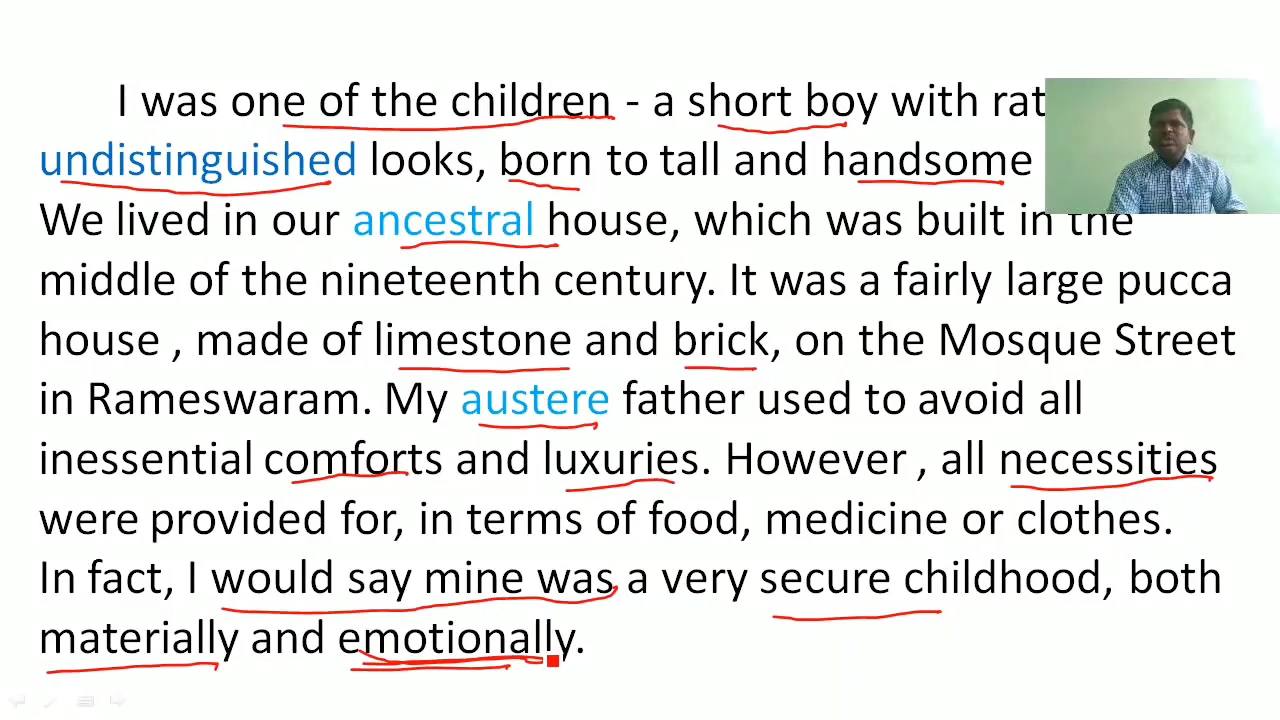 I was one of the children - a short boy with
undistinguished looks, born to tall and handsome
We lived in our ancestral house, which was built in the
middle of the nineteenth century. It was a fairly large pucca
house , made of limestone and brick, on the Mosque Street
in Rameswaram. My austere father used to avoid all
inessential comforts and luxuries. However , all necessities
were provided for, in terms of food, medicine or clothes.
In fact, I would say mine was a very secure childhood, both
materially and emotionally.